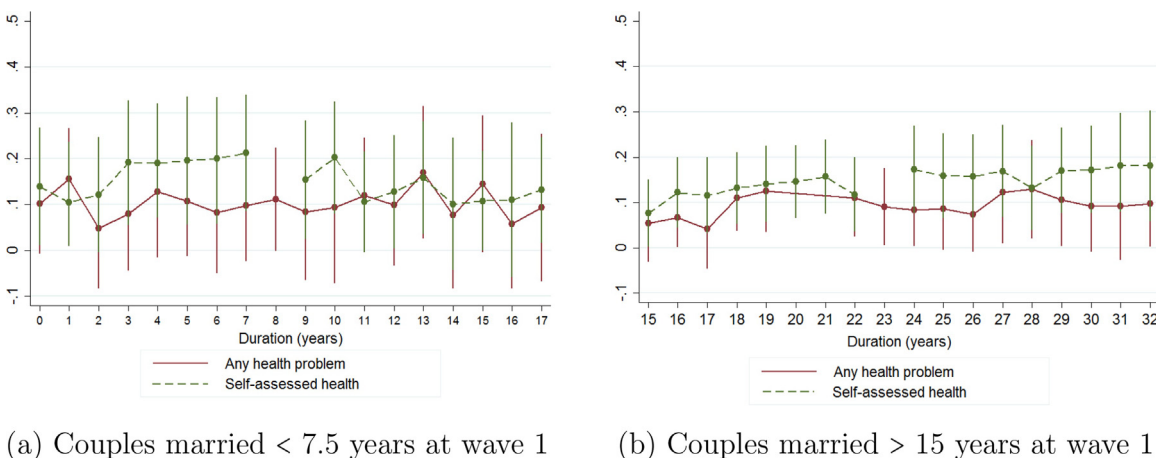 .5
.4
.3
.2
.1
0
-.1
0 1 2 3 4 5 6 7 8 9 10 11 12 13 14 15 16 17
Duration (years)
Any health problem
Self-assessed health
(a) Couples married < 7.5 years at wave 1
.5
.4
.3
.2
.1
0
-.1
15 16 17 18 19 20 21 22 23 24 25 26 27 28 29 30 31 32
Duration (years)
Any health problem
Self-assessed health
(b) Couples married > 15 years at wave 1